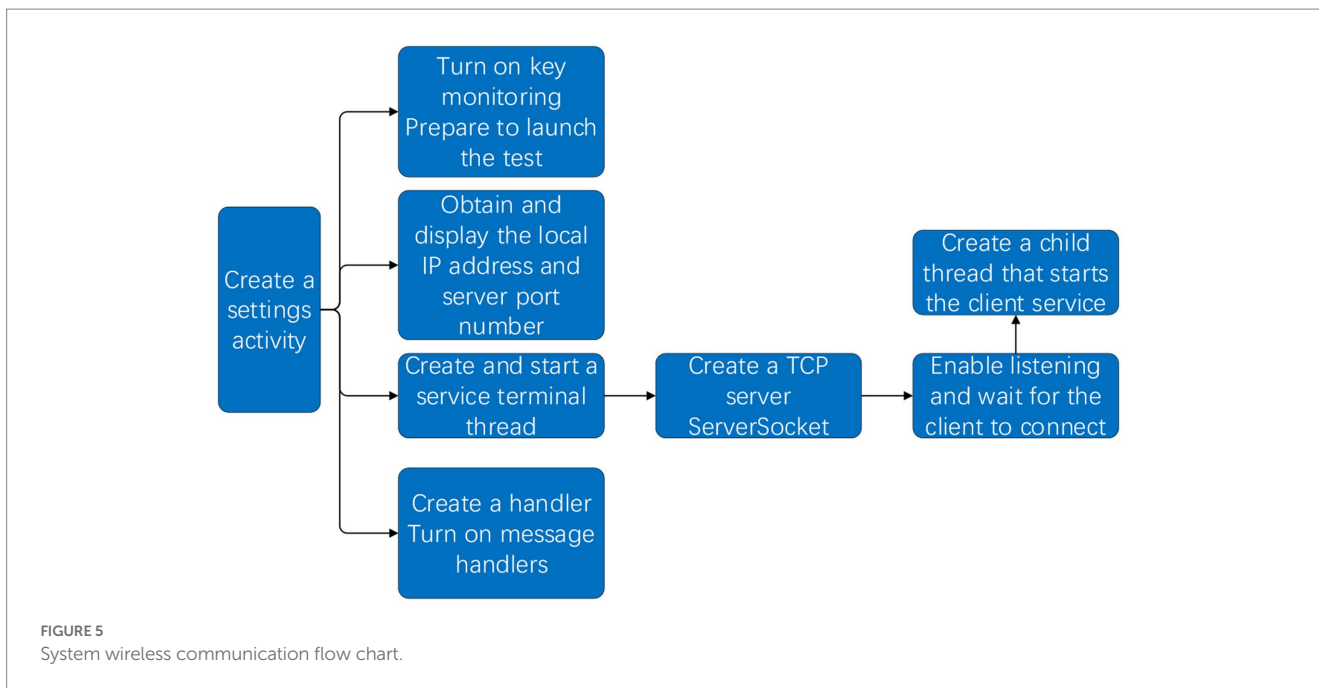 Turn on key
monitoring
Prepare to launch
the test
Obtain and
display the local
IP address and
server port
number
Create a
settings
activity
Create and start a
service terminal
thread
Create a TCP
server
ServerSocket
Enable listening
and wait for the
client to connect
Create a child
thread that starts
the client service
Create a handler
Turn on message
handlers
FIGURE 5
System wireless communication flow chart.